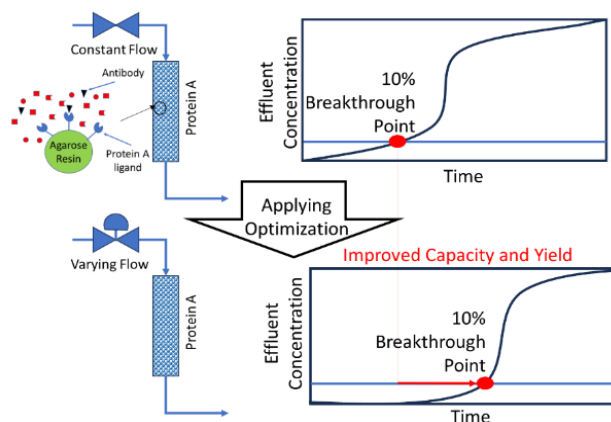 Constant Flow
Antibody
Agarose
Resin
Protein A
ligand
Protein A
Effluent
Concentration
10%
Breakthrough
Point
Time
Applying
Optimization
Varying Flow
Protein A
Improved Capacity and Yield
Effluent
Concentration
10%
Breakthrough
Point
Time